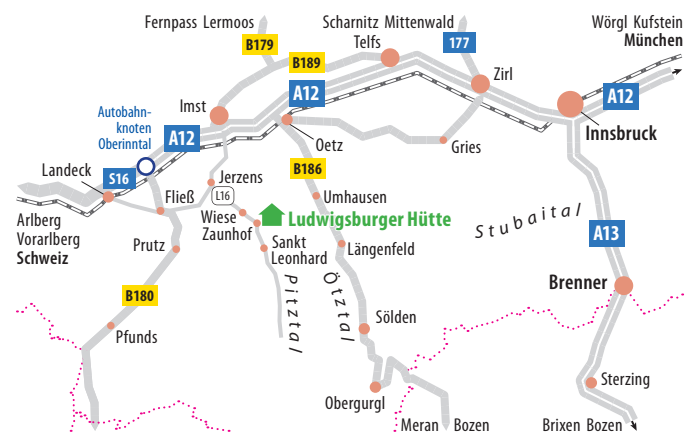 Fernpass Lermoos
Scharnitz Mittenwald
Wörgl Kufstein
München
B179
B189
Telfs
177
Zirl
A12
A12
Imst
Autobahn-
knoten
Oberinntal
A12
Innsbruck
Oetz
Gries
Landeck
S16
Jerzens
B186
L16
Fließ
Umhausen
Arlberg
Vorarlberg
Schweiz
Wiese
Zaunhof
Ludwigsburger Hütte
Stubaital
A13
Prutz
Sankt
Leonhard
Längenfeld
Pitztal
Ötztal
Brenner
B180
Sölden
Pfunds
Obergurgl
Sterzing
Meran
Bozen
Brixen Bozen